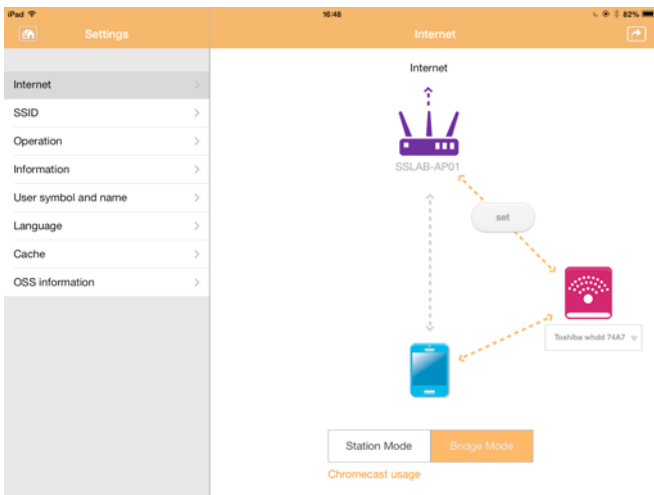 iPad 16:48 82%
Settings
Internet
Internet
SSID
Operation
Information
User symbol and name
Language
Cache
OSS information
Internet
SSLAB-AP01
set
Toshiba whdd 74A7
Station Mode
Bridge Mode
Chromecast usage